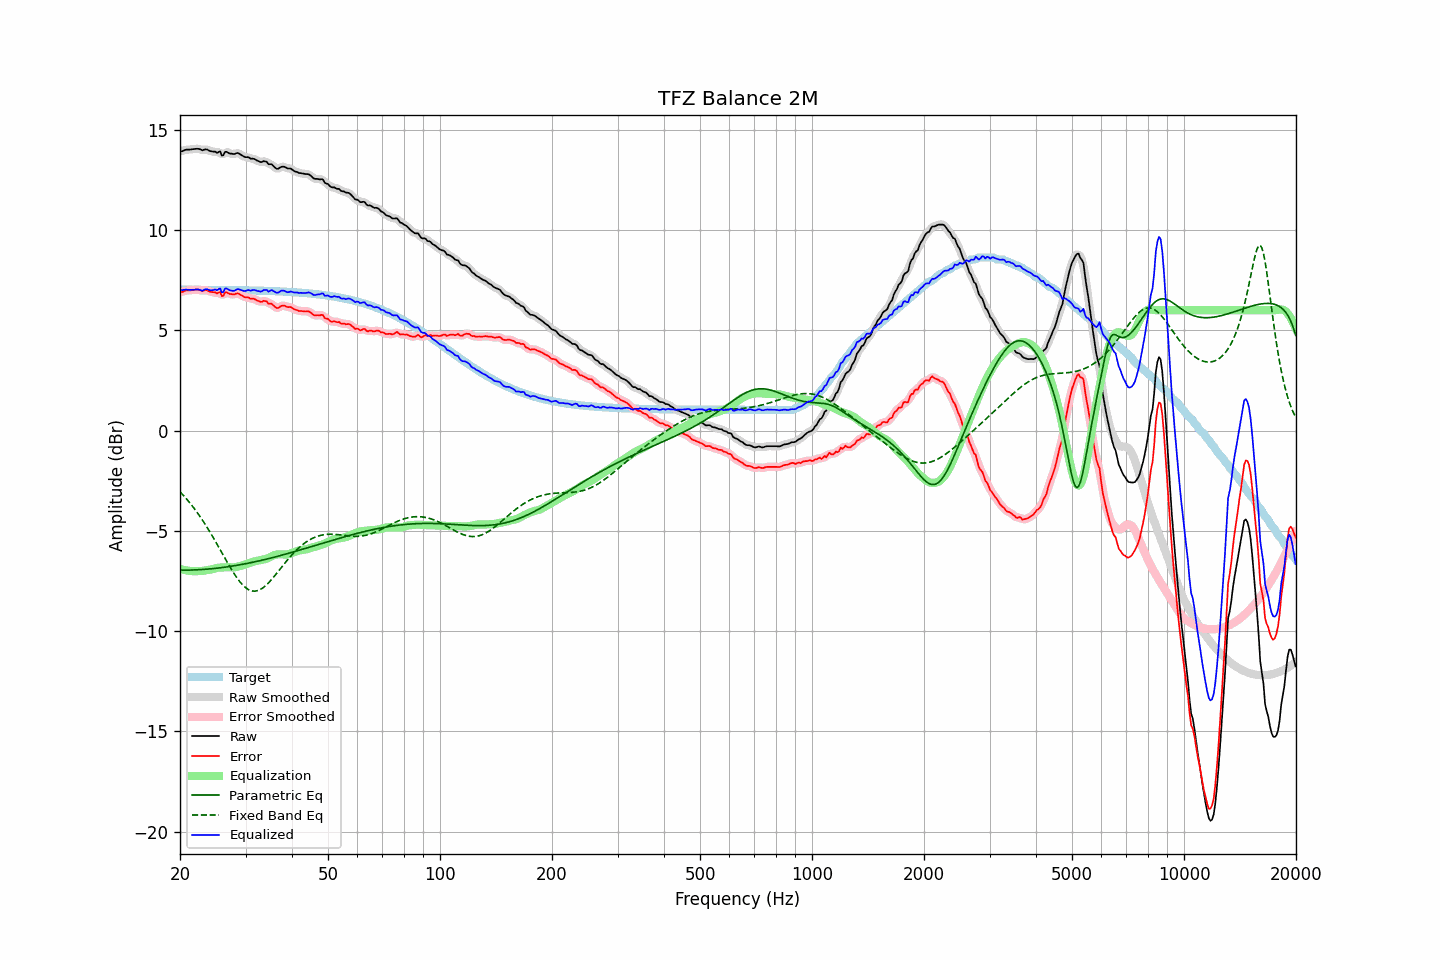 TFZ Balance 2M
Amplitude (dBr)
15
10
5
0
−5
−10
−15
−20
Target
Raw Smoothed
Error Smoothed
Raw
Error
Equalization
Parametric Eq
Fixed Band Eq
Equalized
20 50 100 200 500 1000 2000 5000 10000 20000
Frequency (Hz)